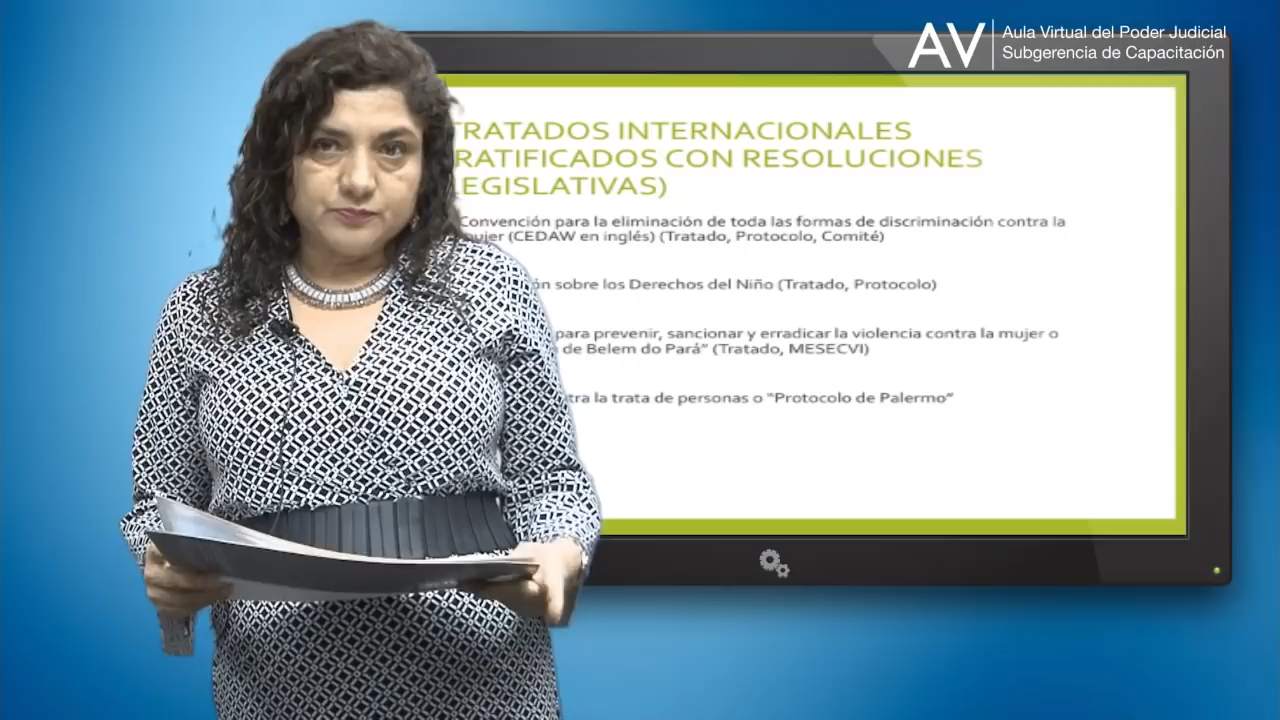 AV
Aula Virtual del Poder Judicial
Subgerencia de Capacitación
TRATADOS INTERNACIONALES
RATIFICADOS CON RESOLUCIONES
LEGISLATIVAS)
Convención para la eliminación de toda las formas de discriminación contra la
mujer (CEDAW en inglés) (Tratado, Protocolo, Comité)
sobre los Derechos del Niño (Tratado, Protocolo)
para prevenir, sancionar y erradicar la violencia contra la mujer o
de Belem do Pará" (Tratado, MESECVI)
la trata de personas o "Protocolo de Palermo"